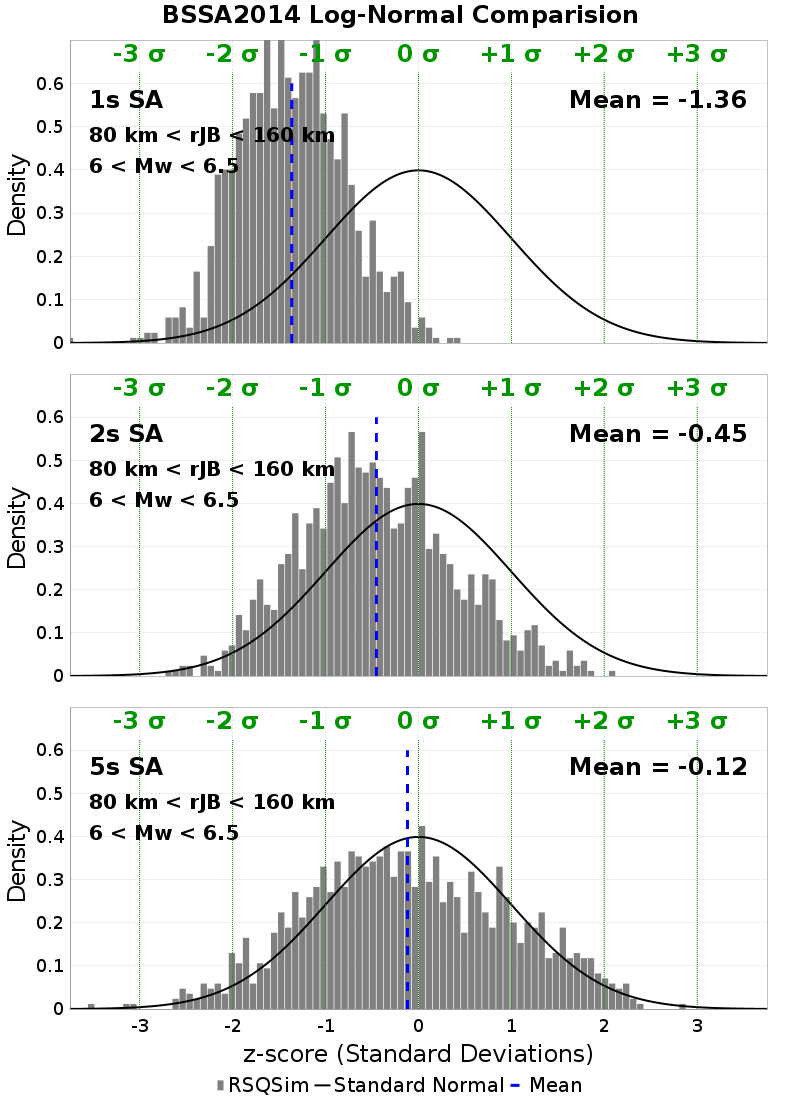 BSSA2014 Log-Normal Comparision
-3 σ -2 σ -1 σ 0 σ +1 σ +2 σ +3 σ
1s SA Mean = -1.36
80 km < rJB < 160 km
6 < Mw < 6.5
Density
0.6
0.5
0.4
0.3
0.2
0.1
0
-3 σ -2 σ -1 σ 0 σ +1 σ +2 σ +3 σ
2s SA Mean = -0.45
80 km < rJB < 160 km
6 < Mw < 6.5
Density
0.6
0.5
0.4
0.3
0.2
0.1
0
-3 σ -2 σ -1 σ 0 σ +1 σ +2 σ +3 σ
5s SA Mean = -0.12
80 km < rJB < 160 km
6 < Mw < 6.5
Density
0.6
0.5
0.4
0.3
0.2
0.1
0
-3 -2 -1 0 1 2 3
z-score (Standard Deviations)
RSQSim Standard Normal Mean